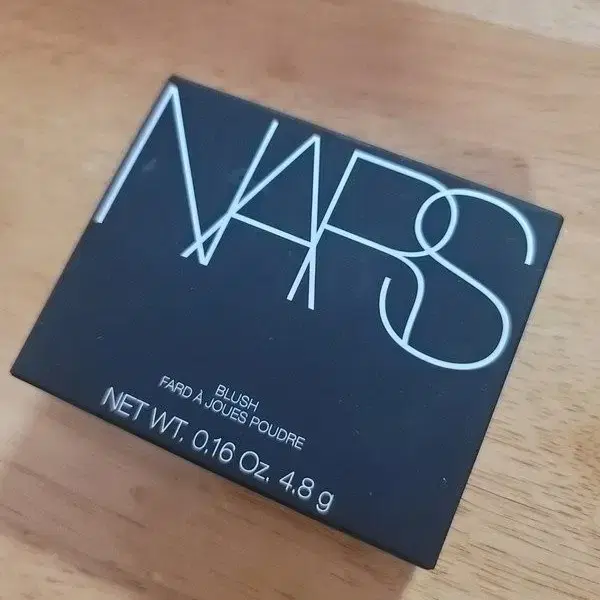 NARS
BLUSH
FARD À JOUES POUDRE
NET WT. 0.16 Oz. 4.8 g